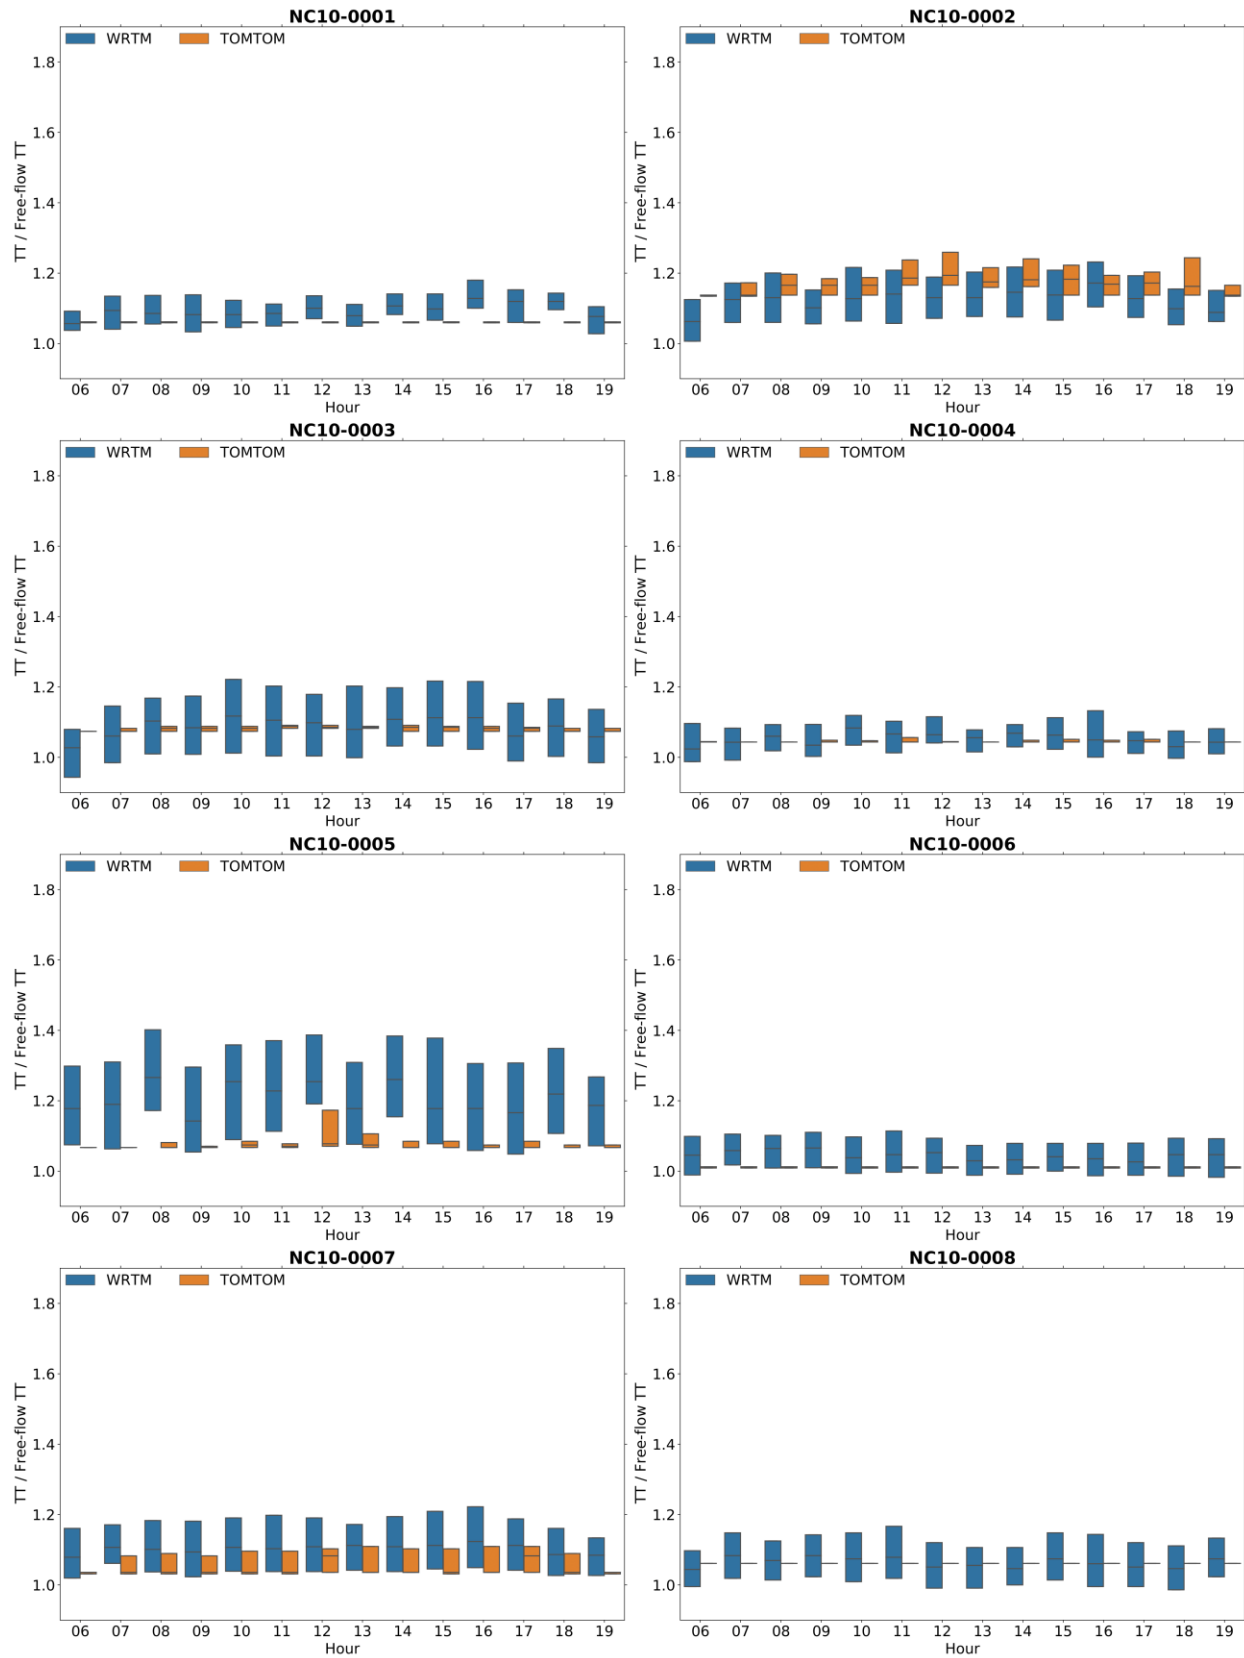 NC10-0001
WRTM TOMTOM
1.8
1.6
1.4
1.2
1.0
TT / Free-flow TT
06 07 08 09 10 11 12 13 14 15 16 17 18 19
Hour
NC10-0002
WRTM TOMTOM
1.8
1.6
1.4
1.2
1.0
TT / Free-flow TT
06 07 08 09 10 11 12 13 14 15 16 17 18 19
Hour
NC10-0003
WRTM TOMTOM
1.8
1.6
1.4
1.2
1.0
TT / Free-flow TT
06 07 08 09 10 11 12 13 14 15 16 17 18 19
Hour
NC10-0004
WRTM TOMTOM
1.8
1.6
1.4
1.2
1.0
TT / Free-flow TT
06 07 08 09 10 11 12 13 14 15 16 17 18 19
Hour
NC10-0005
WRTM TOMTOM
1.8
1.6
1.4
1.2
1.0
TT / Free-flow TT
06 07 08 09 10 11 12 13 14 15 16 17 18 19
Hour
NC10-0006
WRTM TOMTOM
1.8
1.6
1.4
1.2
1.0
TT / Free-flow TT
06 07 08 09 10 11 12 13 14 15 16 17 18 19
Hour
NC10-0007
WRTM TOMTOM
1.8
1.6
1.4
1.2
1.0
TT / Free-flow TT
06 07 08 09 10 11 12 13 14 15 16 17 18 19
Hour
NC10-0008
WRTM TOMTOM
1.8
1.6
1.4
1.2
1.0
TT / Free-flow TT
06 07 08 09 10 11 12 13 14 15 16 17 18 19
Hour